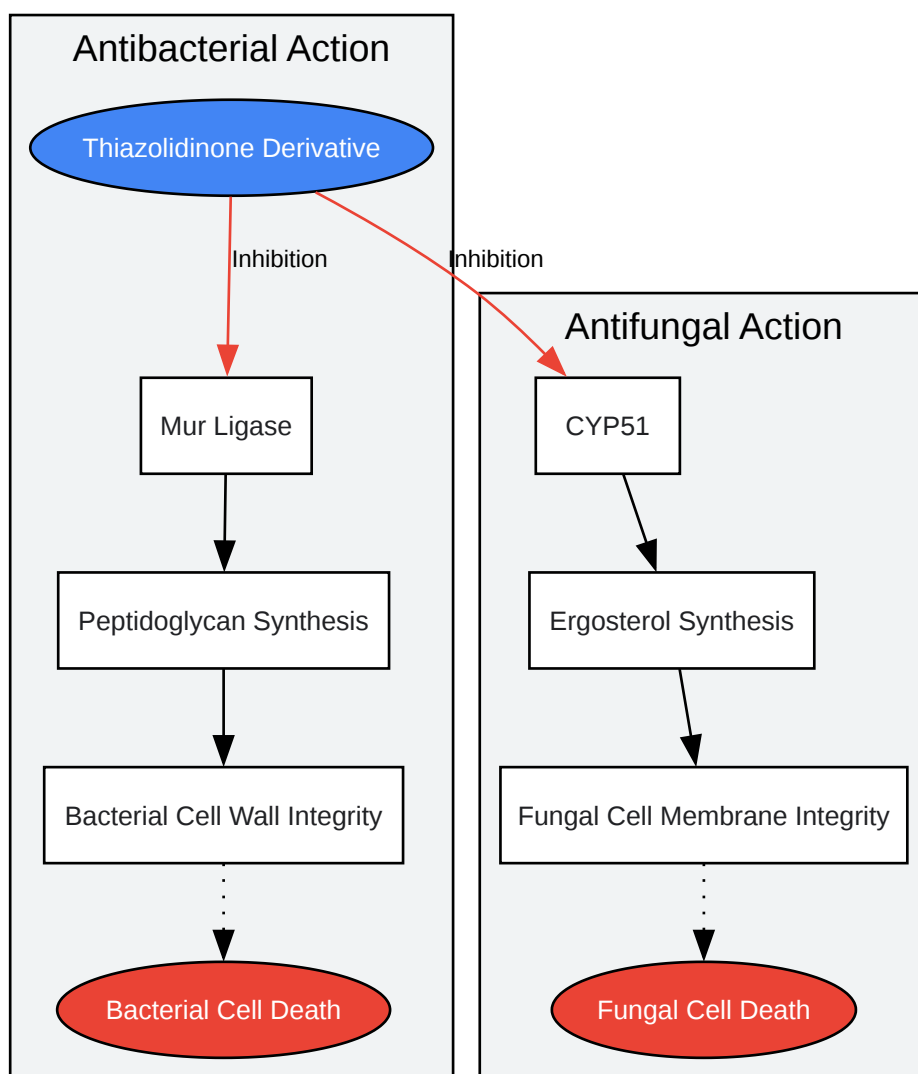 Antibacterial Action
Thiazolidinone Derivative
Inhibition
Inhibition
Antifungal Action
Mur Ligase
CYP51
Peptidoglycan Synthesis
Ergosterol Synthesis
Bacterial Cell Wall Integrity
Fungal Cell Membrane Integrity
Bacterial Cell Death
Fungal Cell Death